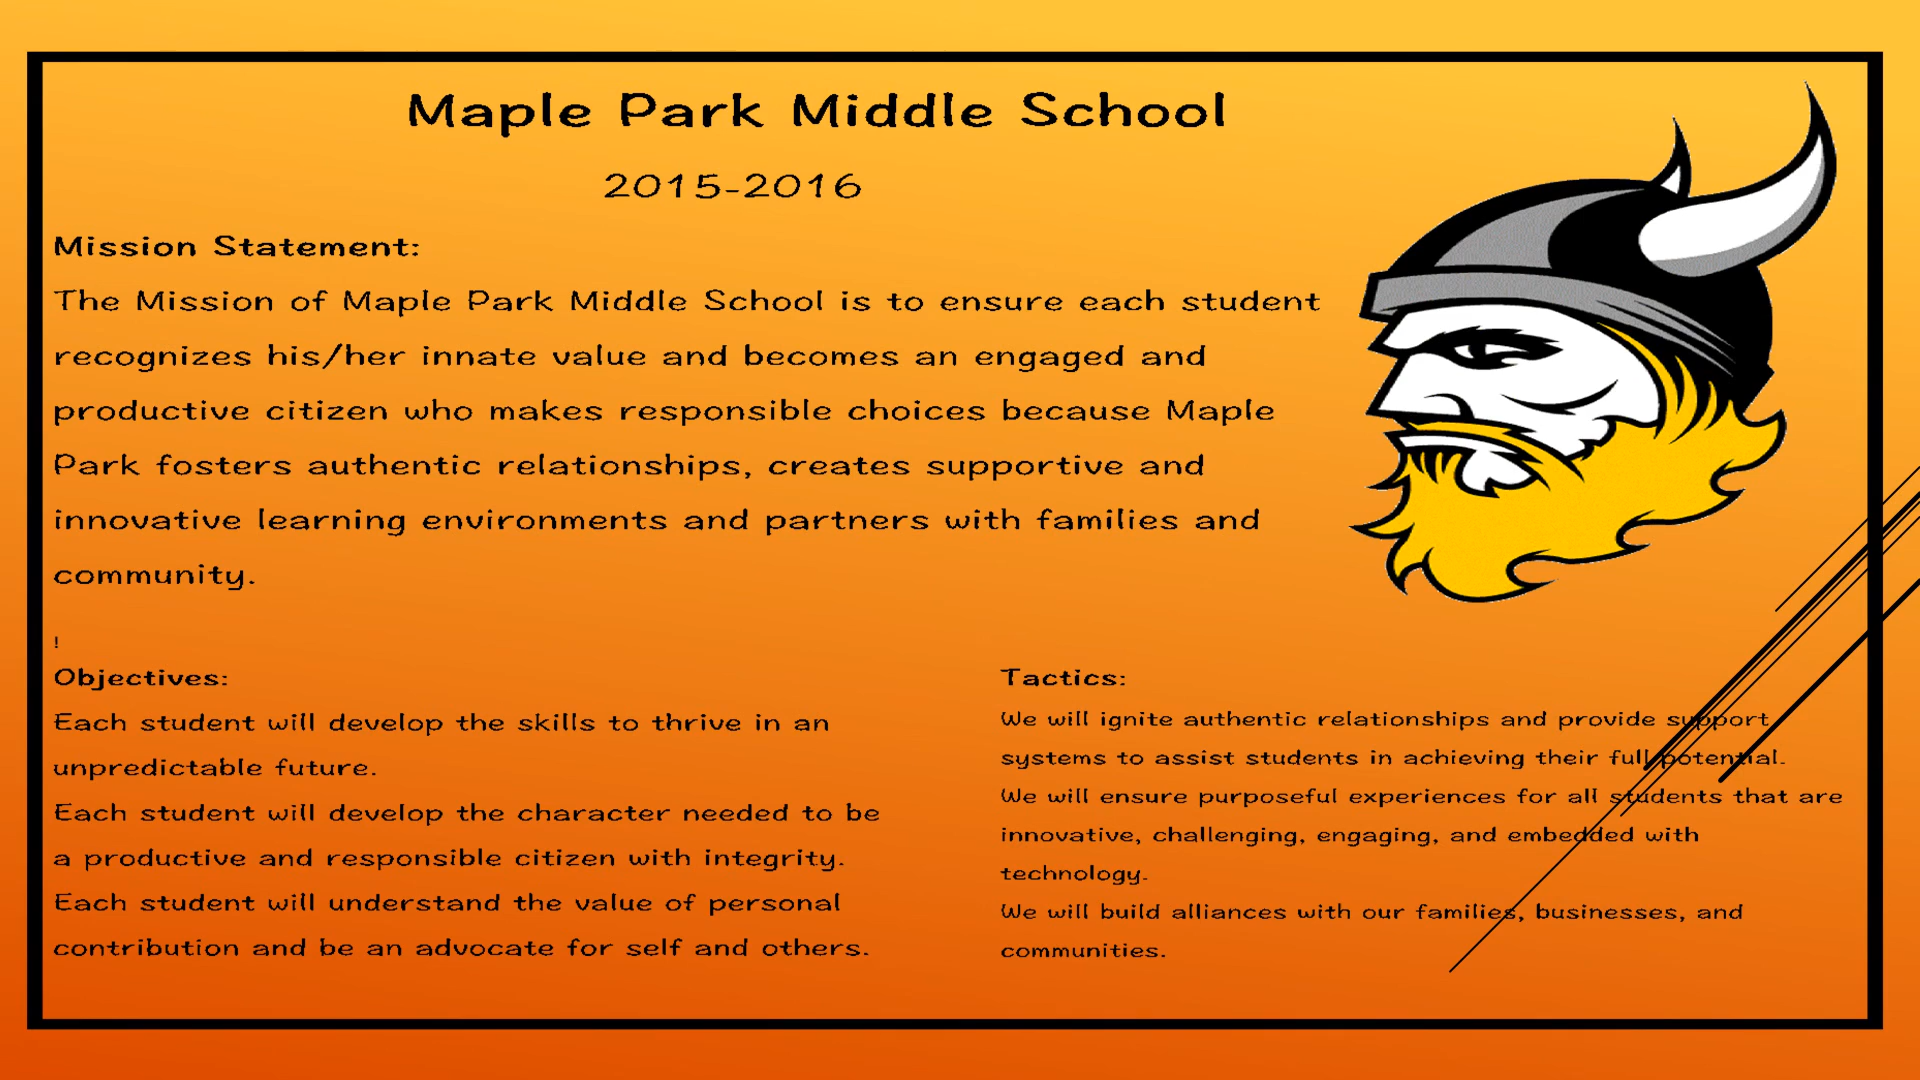 Maple Park Middle School
2015-2016
Mission Statement:
The Mission of Maple Park Middle School is to ensure each student
recognizes his/her innate value and becomes an engaged and
productive citizen who makes responsible choices because Maple
Park fosters authentic relationships, creates supportive and
innovative learning environments and partners with families and
community.
!
Objectives:
Each student will develop the skills to thrive in an
unpredictable future.
Each student will develop the character needed to be
a productive and responsible citizen with integrity.
Each student will understand the value of personal
contribution and be an advocate for self and others.
Tactics:
We will ignite authentic relationships and provide support
systems to assist students in achieving their full potential.
We will ensure purposeful experiences for all students that are
innovative, challenging, engaging, and embedded with
technology.
We will build alliances with our families, businesses, and
communities.